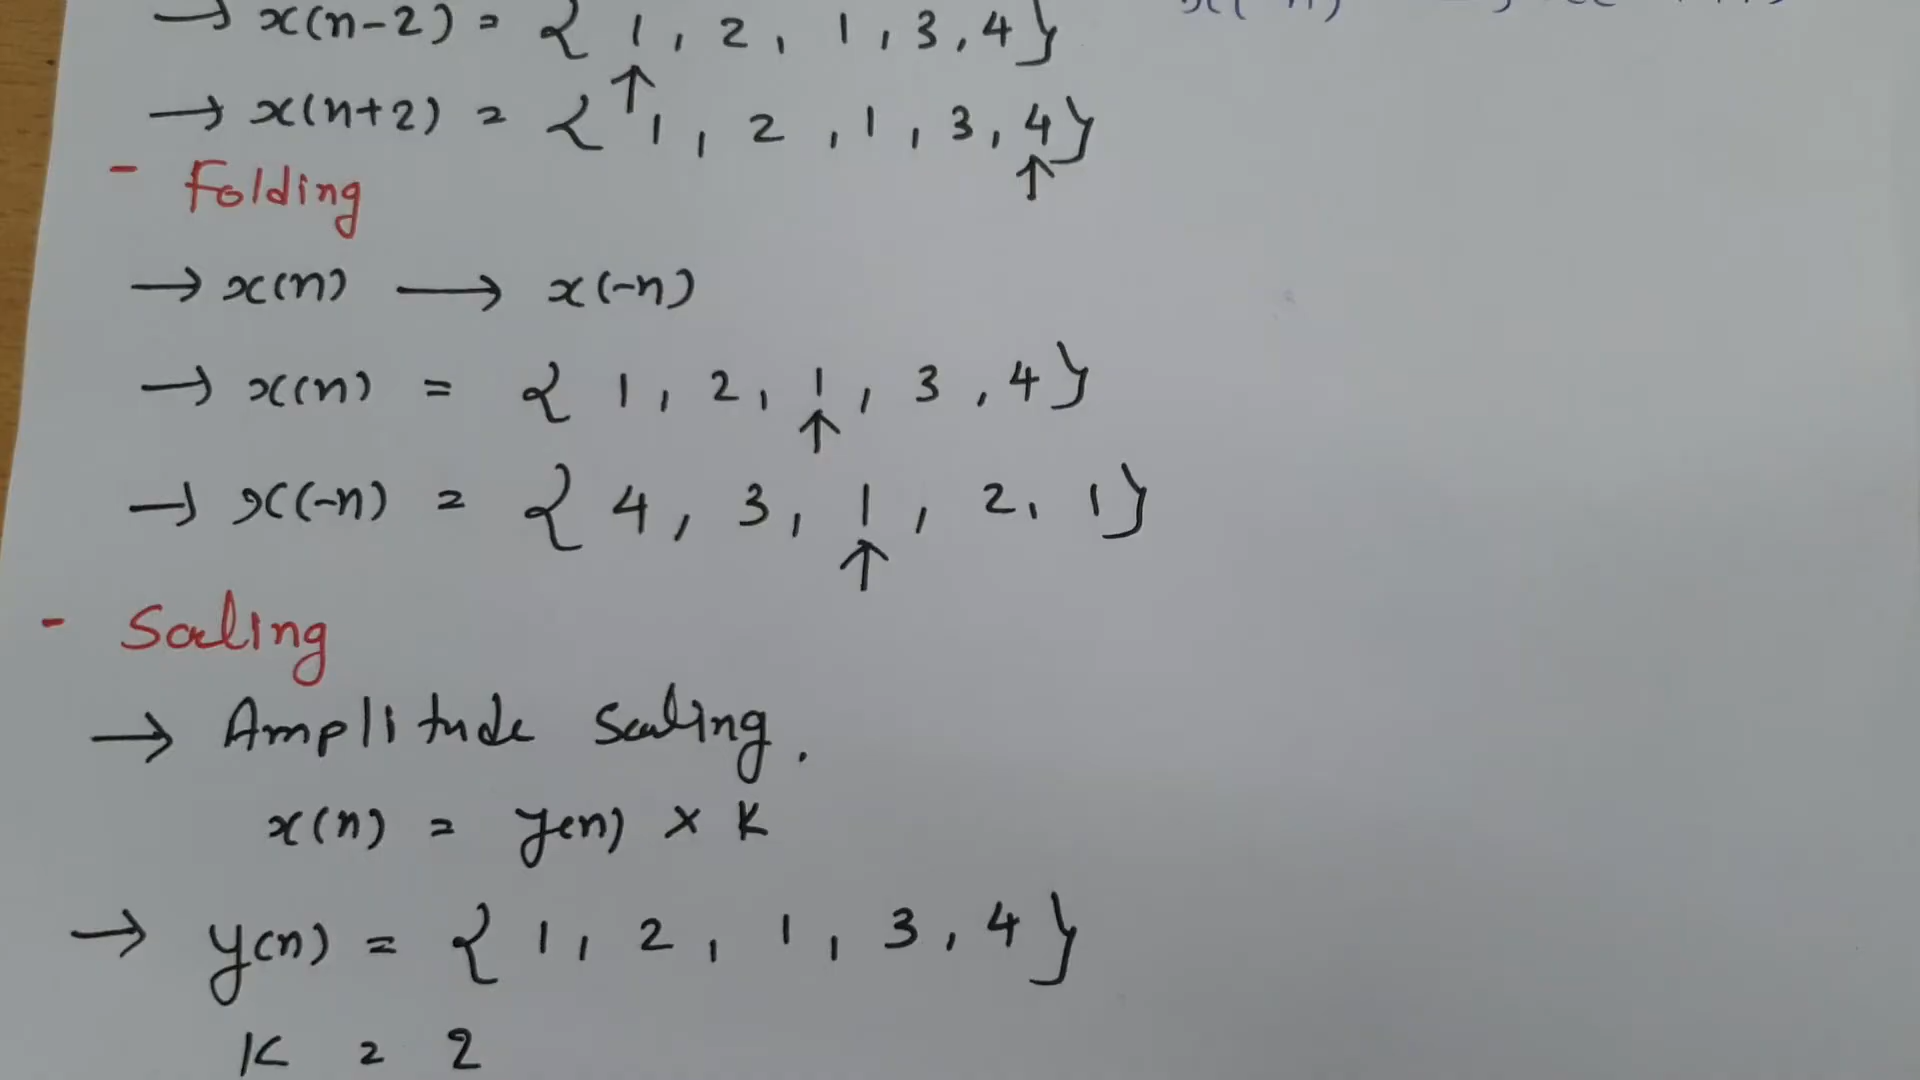 → x(n-2) = { 1, 2, 1, 3, 4}
↑
→ x(n+2) = { 1, 2, 1, 3, 4}
↑
- Folding
→ x(n) ⟶ x(-n)
→ x(n) = { 1, 2, 1, 3, 4}
↑
→ x(-n) = { 4, 3, 1, 2, 1}
↑
- Scaling
→ Amplitude Scaling.
x(n) = y(n) × K
→ y(n) = { 1, 2, 1, 3, 4}
K = 2